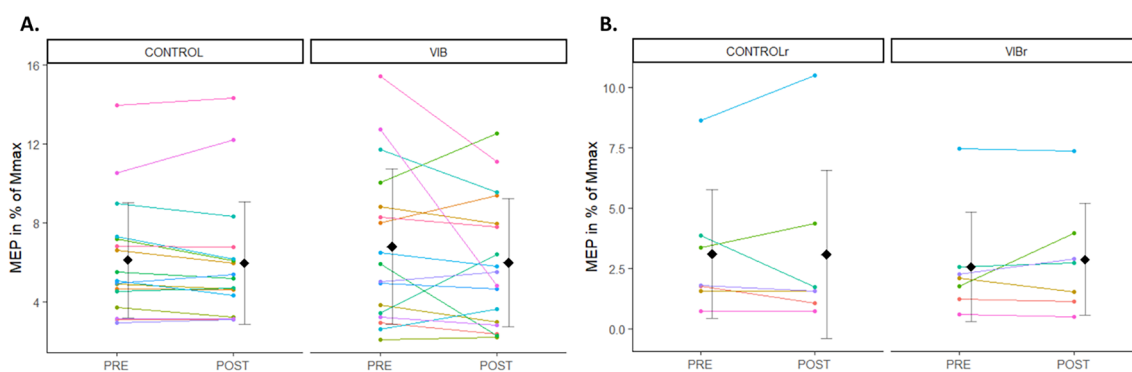 A.
CONTROL VIB
MEP in % of Mmax
16
12
8
4
PRE POST PRE POST
B.
CONTROLr VIBr
MEP in % of Mmax
10.0
7.5
5.0
2.5
0.0
PRE POST PRE POST